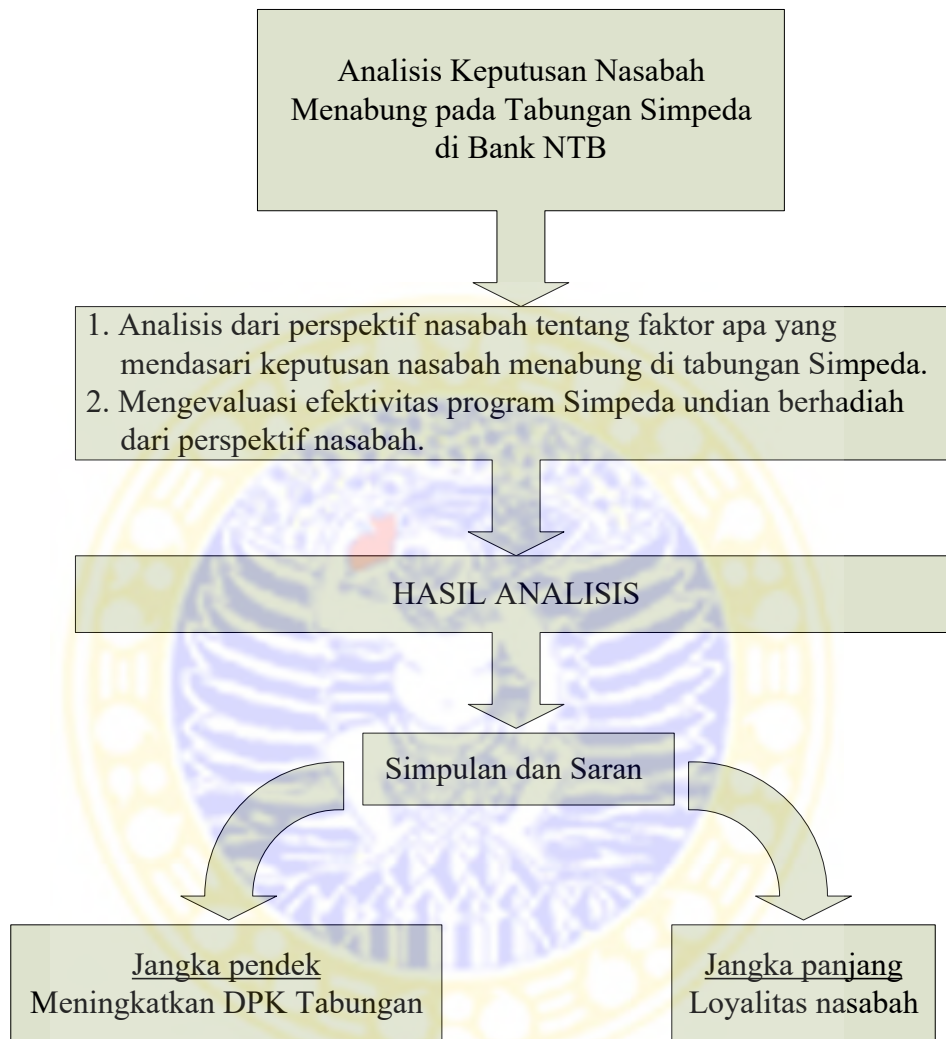 Analisis Keputusan Nasabah
Menabung pada Tabungan Simpeda
di Bank NTB
1. Analisis dari perspektif nasabah tentang faktor apa yang
mendasari keputusan nasabah menabung di tabungan Simpeda.
2. Mengevaluasi efektivitas program Simpeda undian berhadiah
dari perspektif nasabah.
HASIL ANALISIS
Simpulan dan Saran
Jangka pendek
Meningkatkan DPK Tabungan
Jangka panjang
Loyalitas nasabah